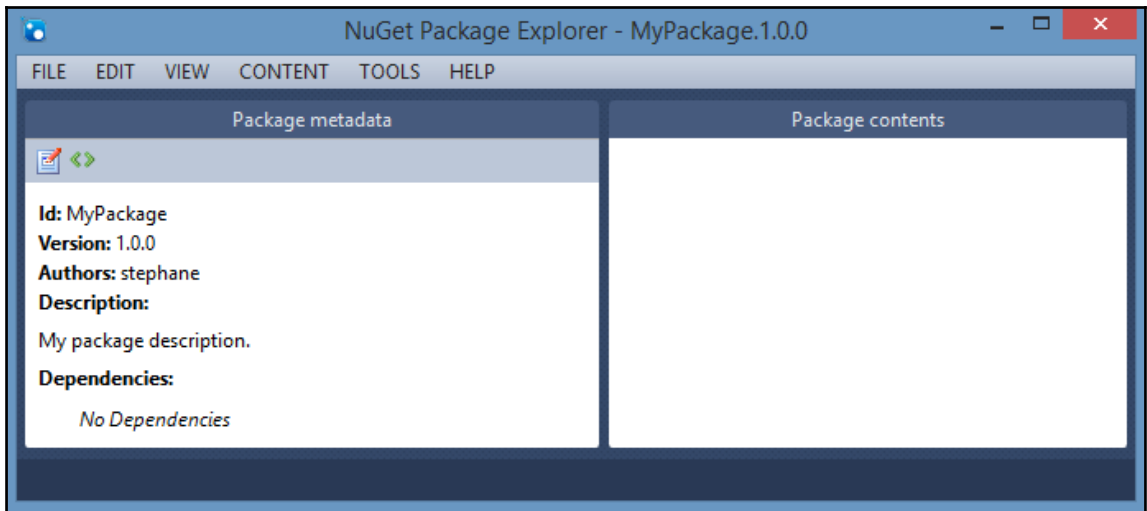 NuGet Package Explorer - MyPackage.1.0.0
FILE EDIT VIEW CONTENT TOOLS HELP
Package metadata
Id: MyPackage
Version: 1.0.0
Authors: stephane
Description:
My package description.
Dependencies:
No Dependencies
Package contents